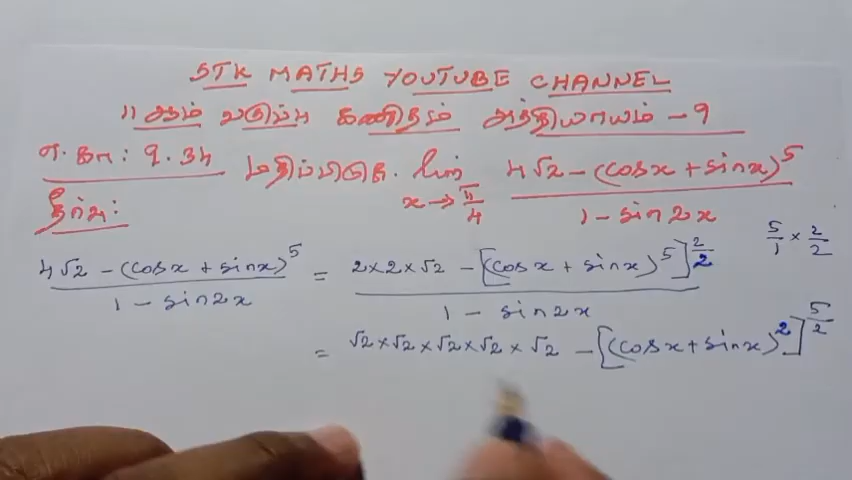 STK MATHS YOUTUBE CHANNEL
11 ஆம் வகுப்பு கணிதம் அத்தியாயம் - 9
எ.கா: 9.34 மதிப்பிடுக. lim x→π/4 (4√2 - (cosx + sinx)^5) / (1 - sin2x)
தீர்வு:
(4√2 - (cosx + sinx)^5) / (1 - sin2x) = (2×2×√2 - [(cosx + sinx)^5]^(2/2)) / (1 - sin2x)
5/1 × 2/2
= √2×√2×√2×√2×√2 - [(cosx + sinx)^2]^(5/2)